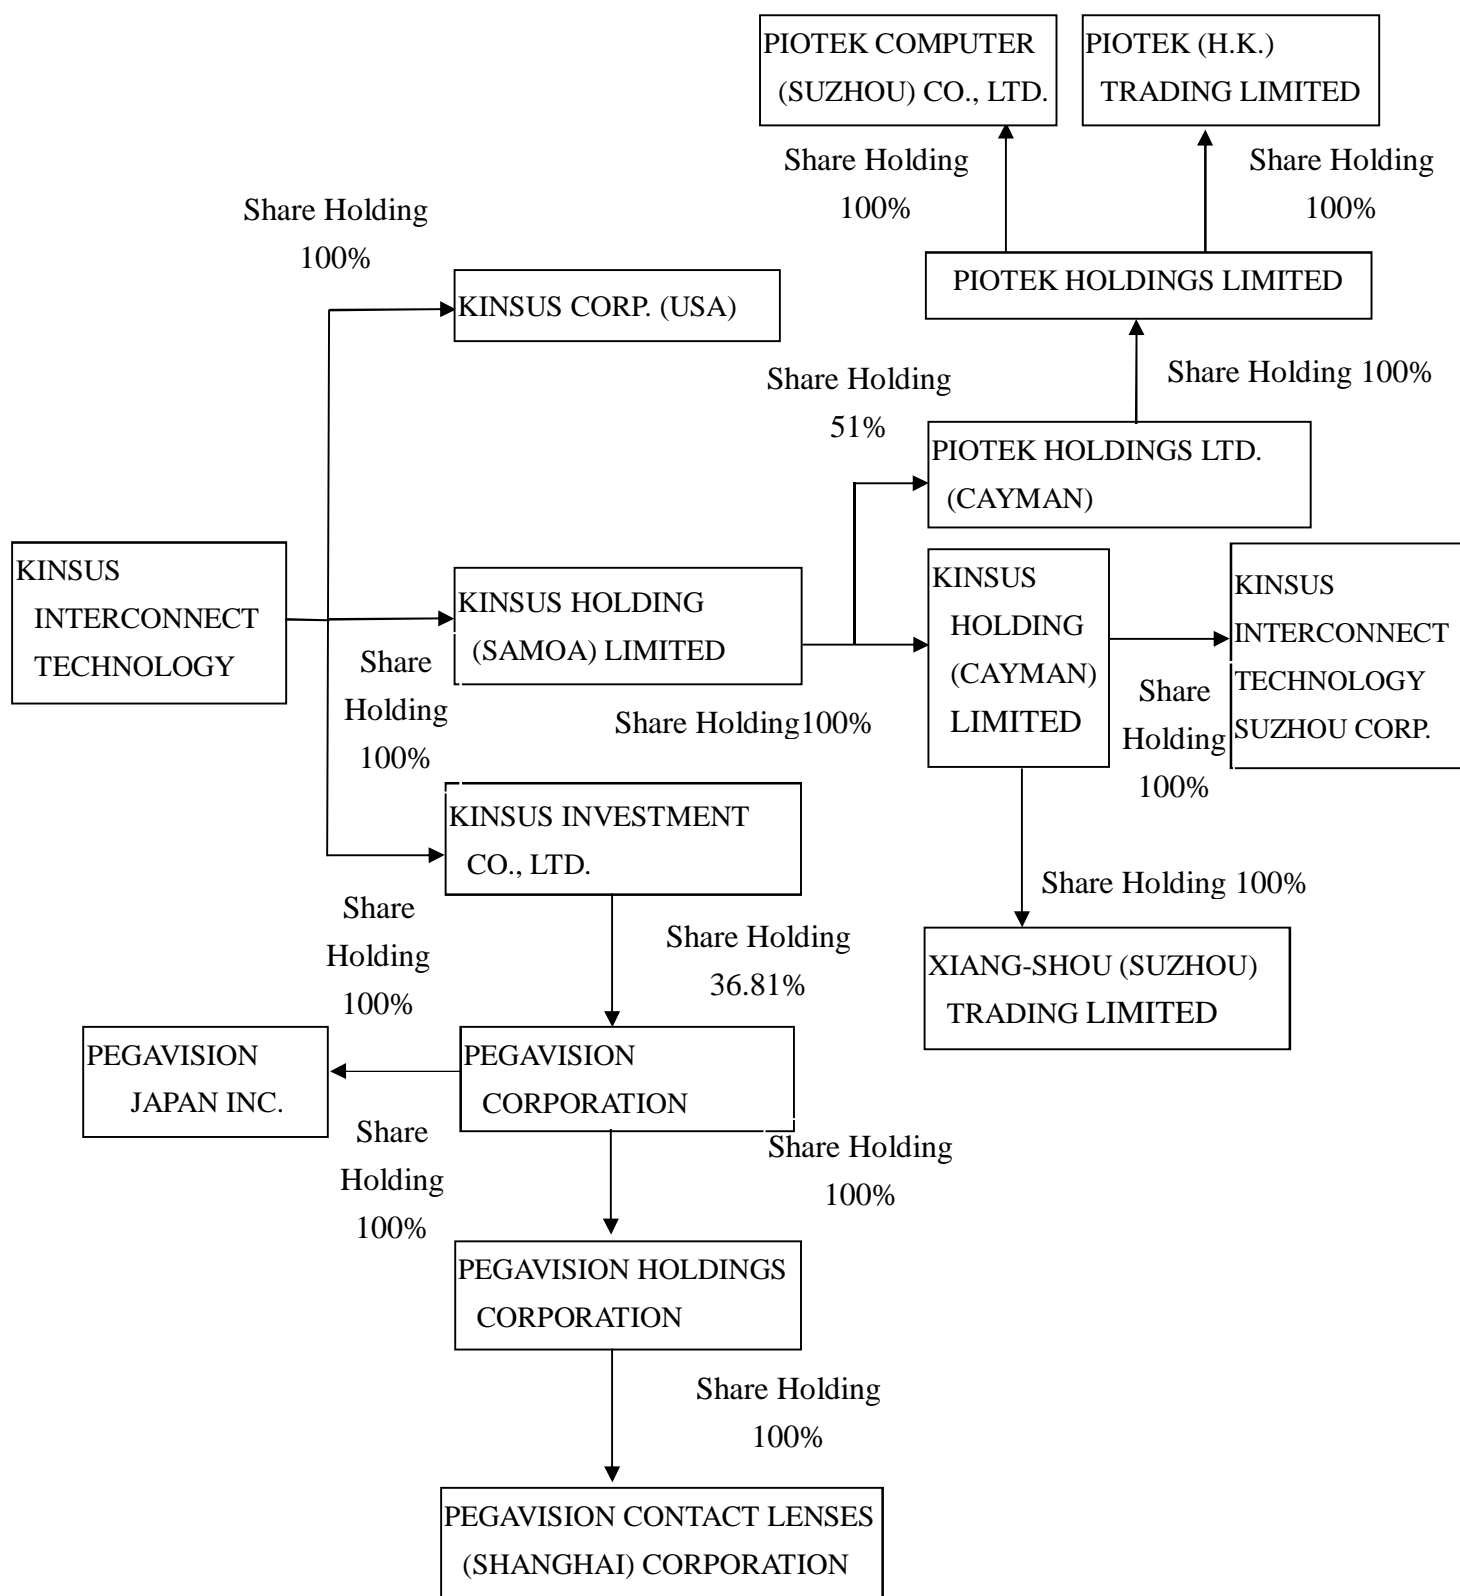 PIOTEK COMPUTER
(SUZHOU) CO., LTD.
PIOTEK (H.K.)
TRADING LIMITED
Share Holding
100%
Share Holding
100%
Share Holding
100%
PIOTEK HOLDINGS LIMITED
KINSUS CORP. (USA)
Share Holding
51%
Share Holding 100%
PIOTEK HOLDINGS LTD.
(CAYMAN)
KINSUS
INTERCONNECT
TECHNOLOGY
KINSUS HOLDING
(SAMOA) LIMITED
KINSUS
HOLDING
(CAYMAN)
LIMITED
KINSUS
INTERCONNECT
TECHNOLOGY
SUZHOU CORP.
Share
Holding
100%
Share Holding100%
Share
Holding
100%
KINSUS INVESTMENT
CO., LTD.
Share Holding 100%
Share
Holding
100%
Share Holding
36.81%
XIANG-SHOU (SUZHOU)
TRADING LIMITED
PEGAVISION
JAPAN INC.
PEGAVISION
CORPORATION
Share
Holding
100%
Share Holding
100%
PEGAVISION HOLDINGS
CORPORATION
Share Holding
100%
PEGAVISION CONTACT LENSES
(SHANGHAI) CORPORATION